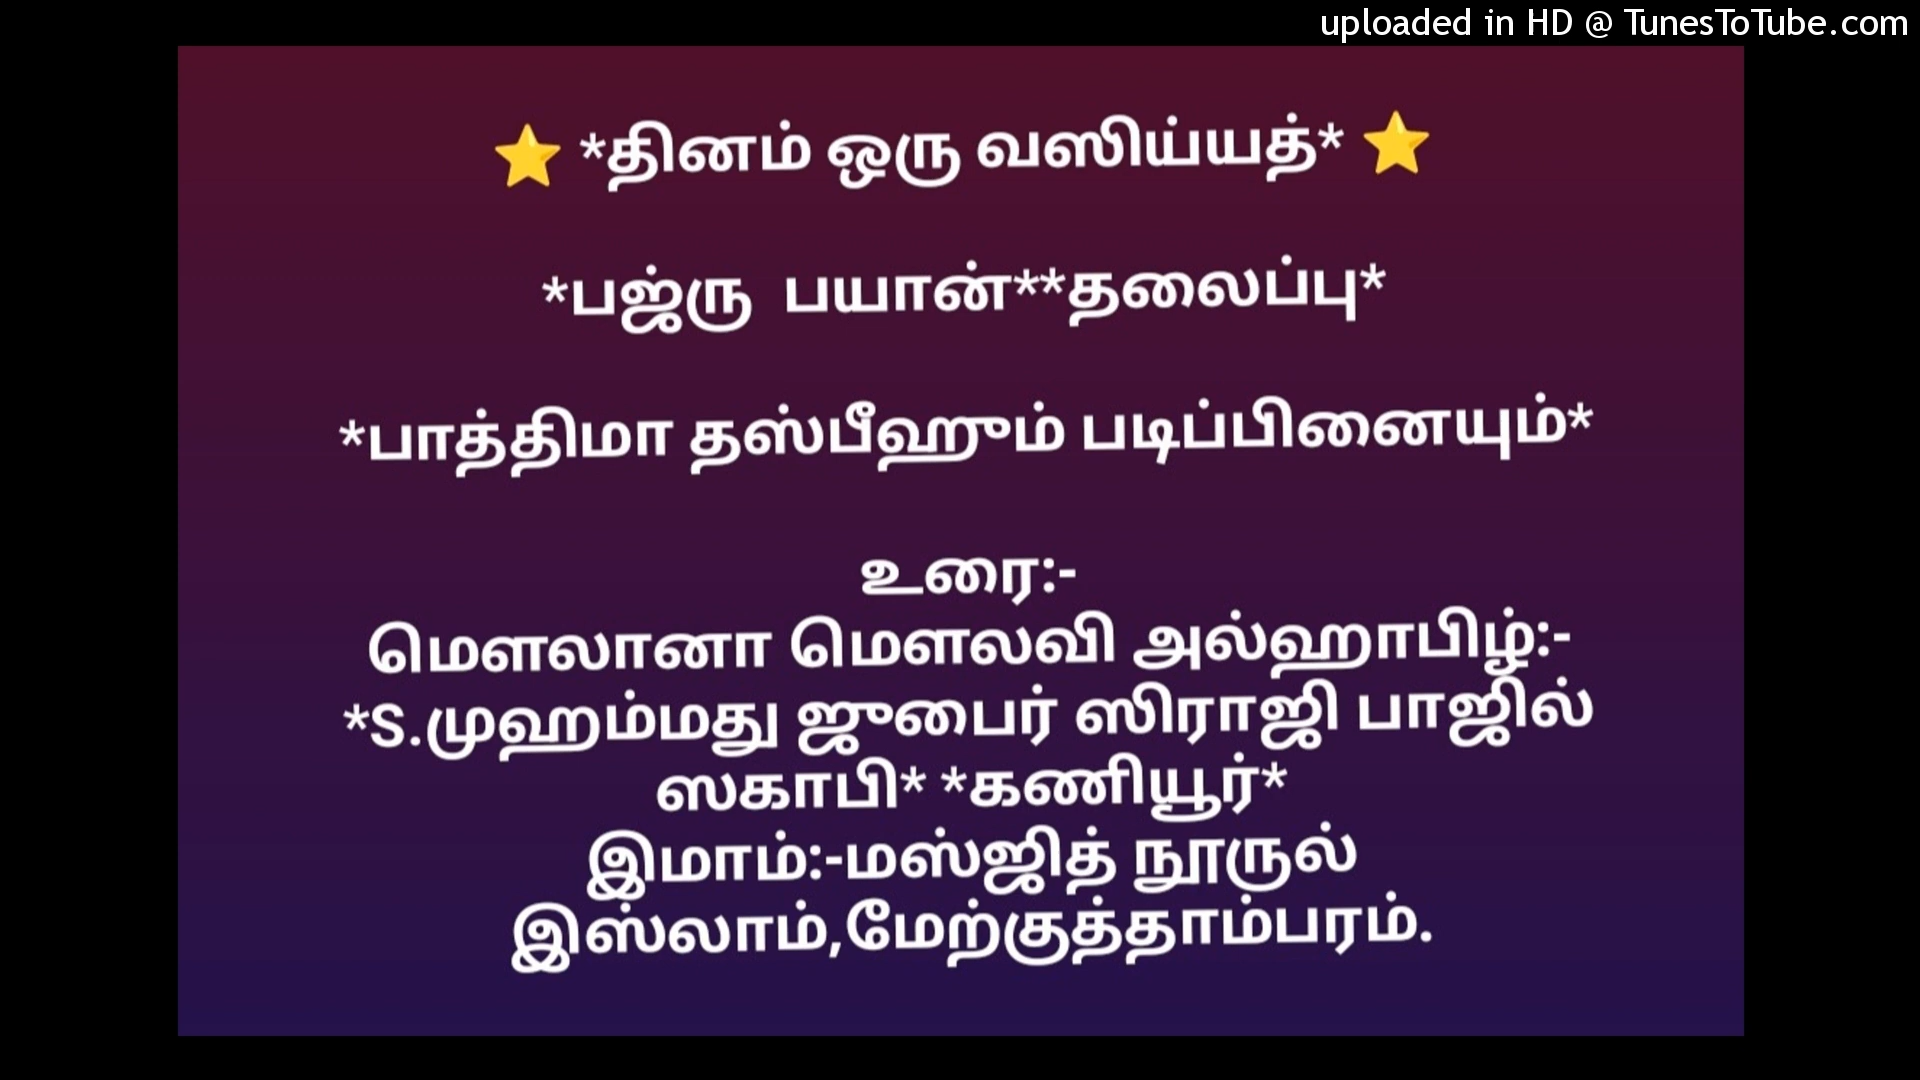 uploaded in HD @ TunesToTube.com
⭐ *தினம் ஒரு வஸிய்யத்* ⭐
*பஜ்ரு பயான்**தலைப்பு*
*பாத்திமா தஸ்பீஹும் படிப்பினையும்*
உரை:-
மௌலானா மௌலவி அல்ஹாபிழ்:-
*S.முஹம்மது ஜுபைர் ஸிராஜி பாஜில்
ஸகாபி* *கணியூர்*
இமாம்:-மஸ்ஜித் நூருல்
இஸ்லாம்,மேற்குத்தாம்பரம்.